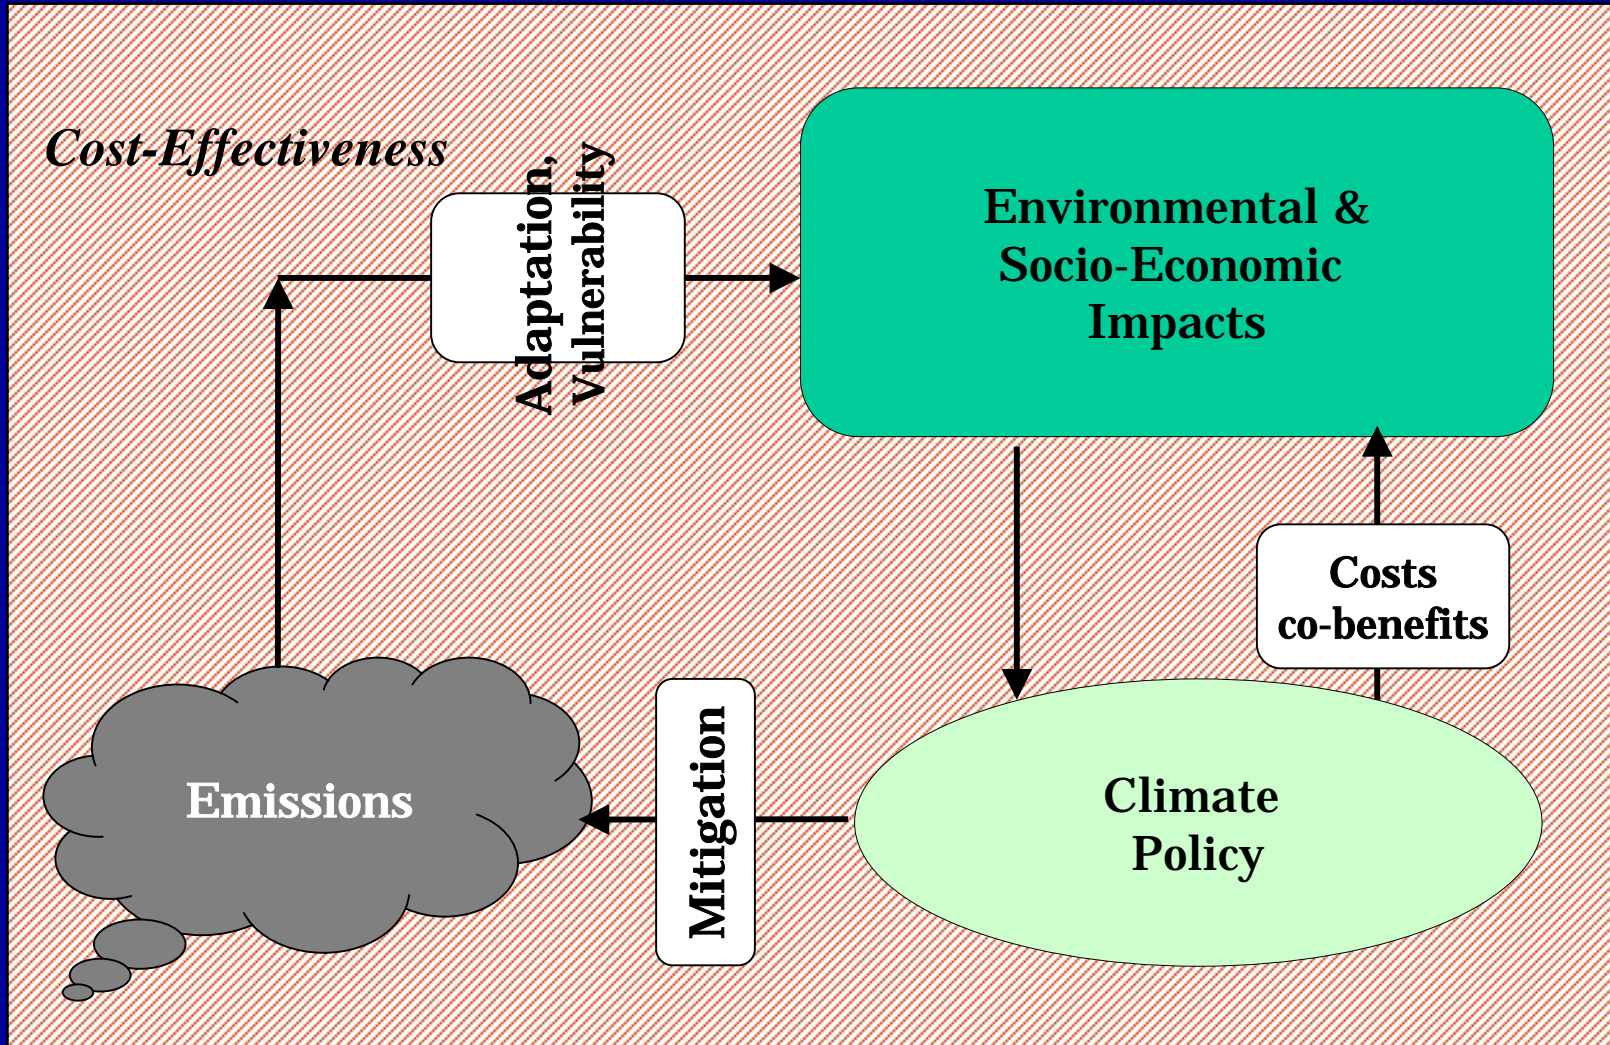 Cost-Effectiveness
Adaptation,
Vulnerability
Environmental &
Socio-Economic
Impacts
Costs
co-benefits
Emissions
Mitigation
Climate
Policy